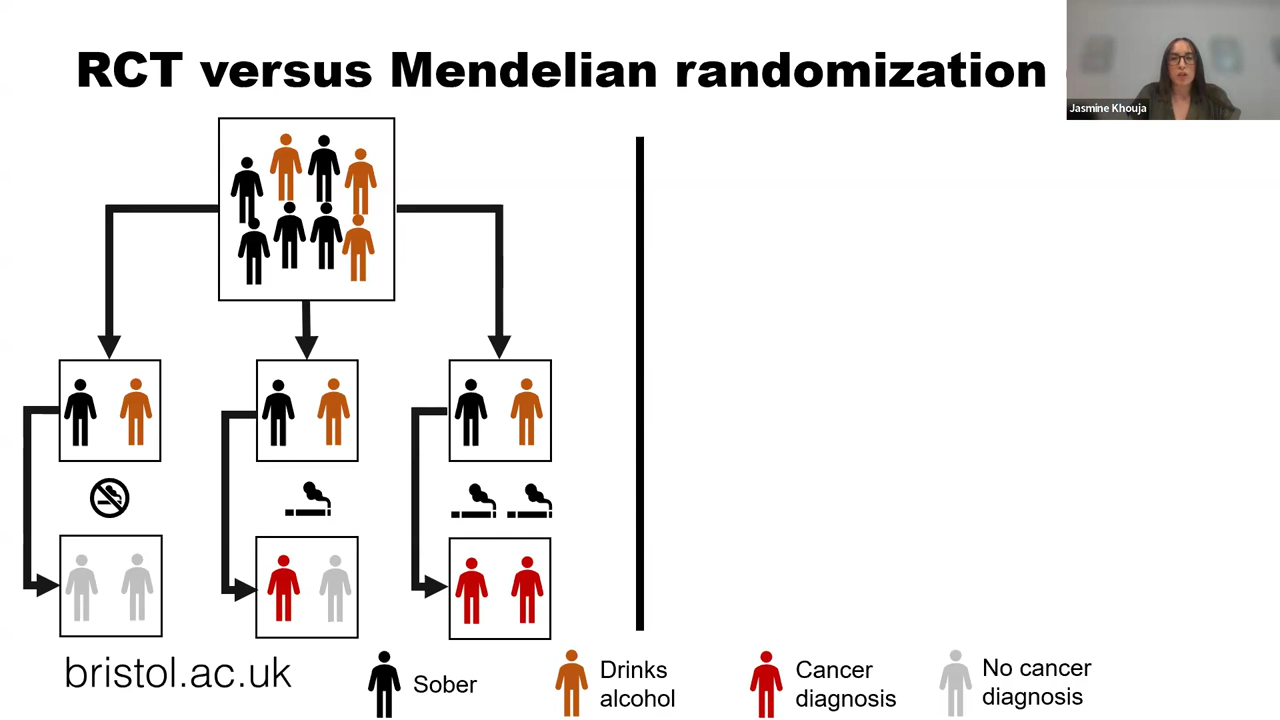 RCT versus Mendelian randomization
Jasmine Khouja
bristol.ac.uk
Sober
Drinks
alcohol
Cancer
diagnosis
No cancer
diagnosis